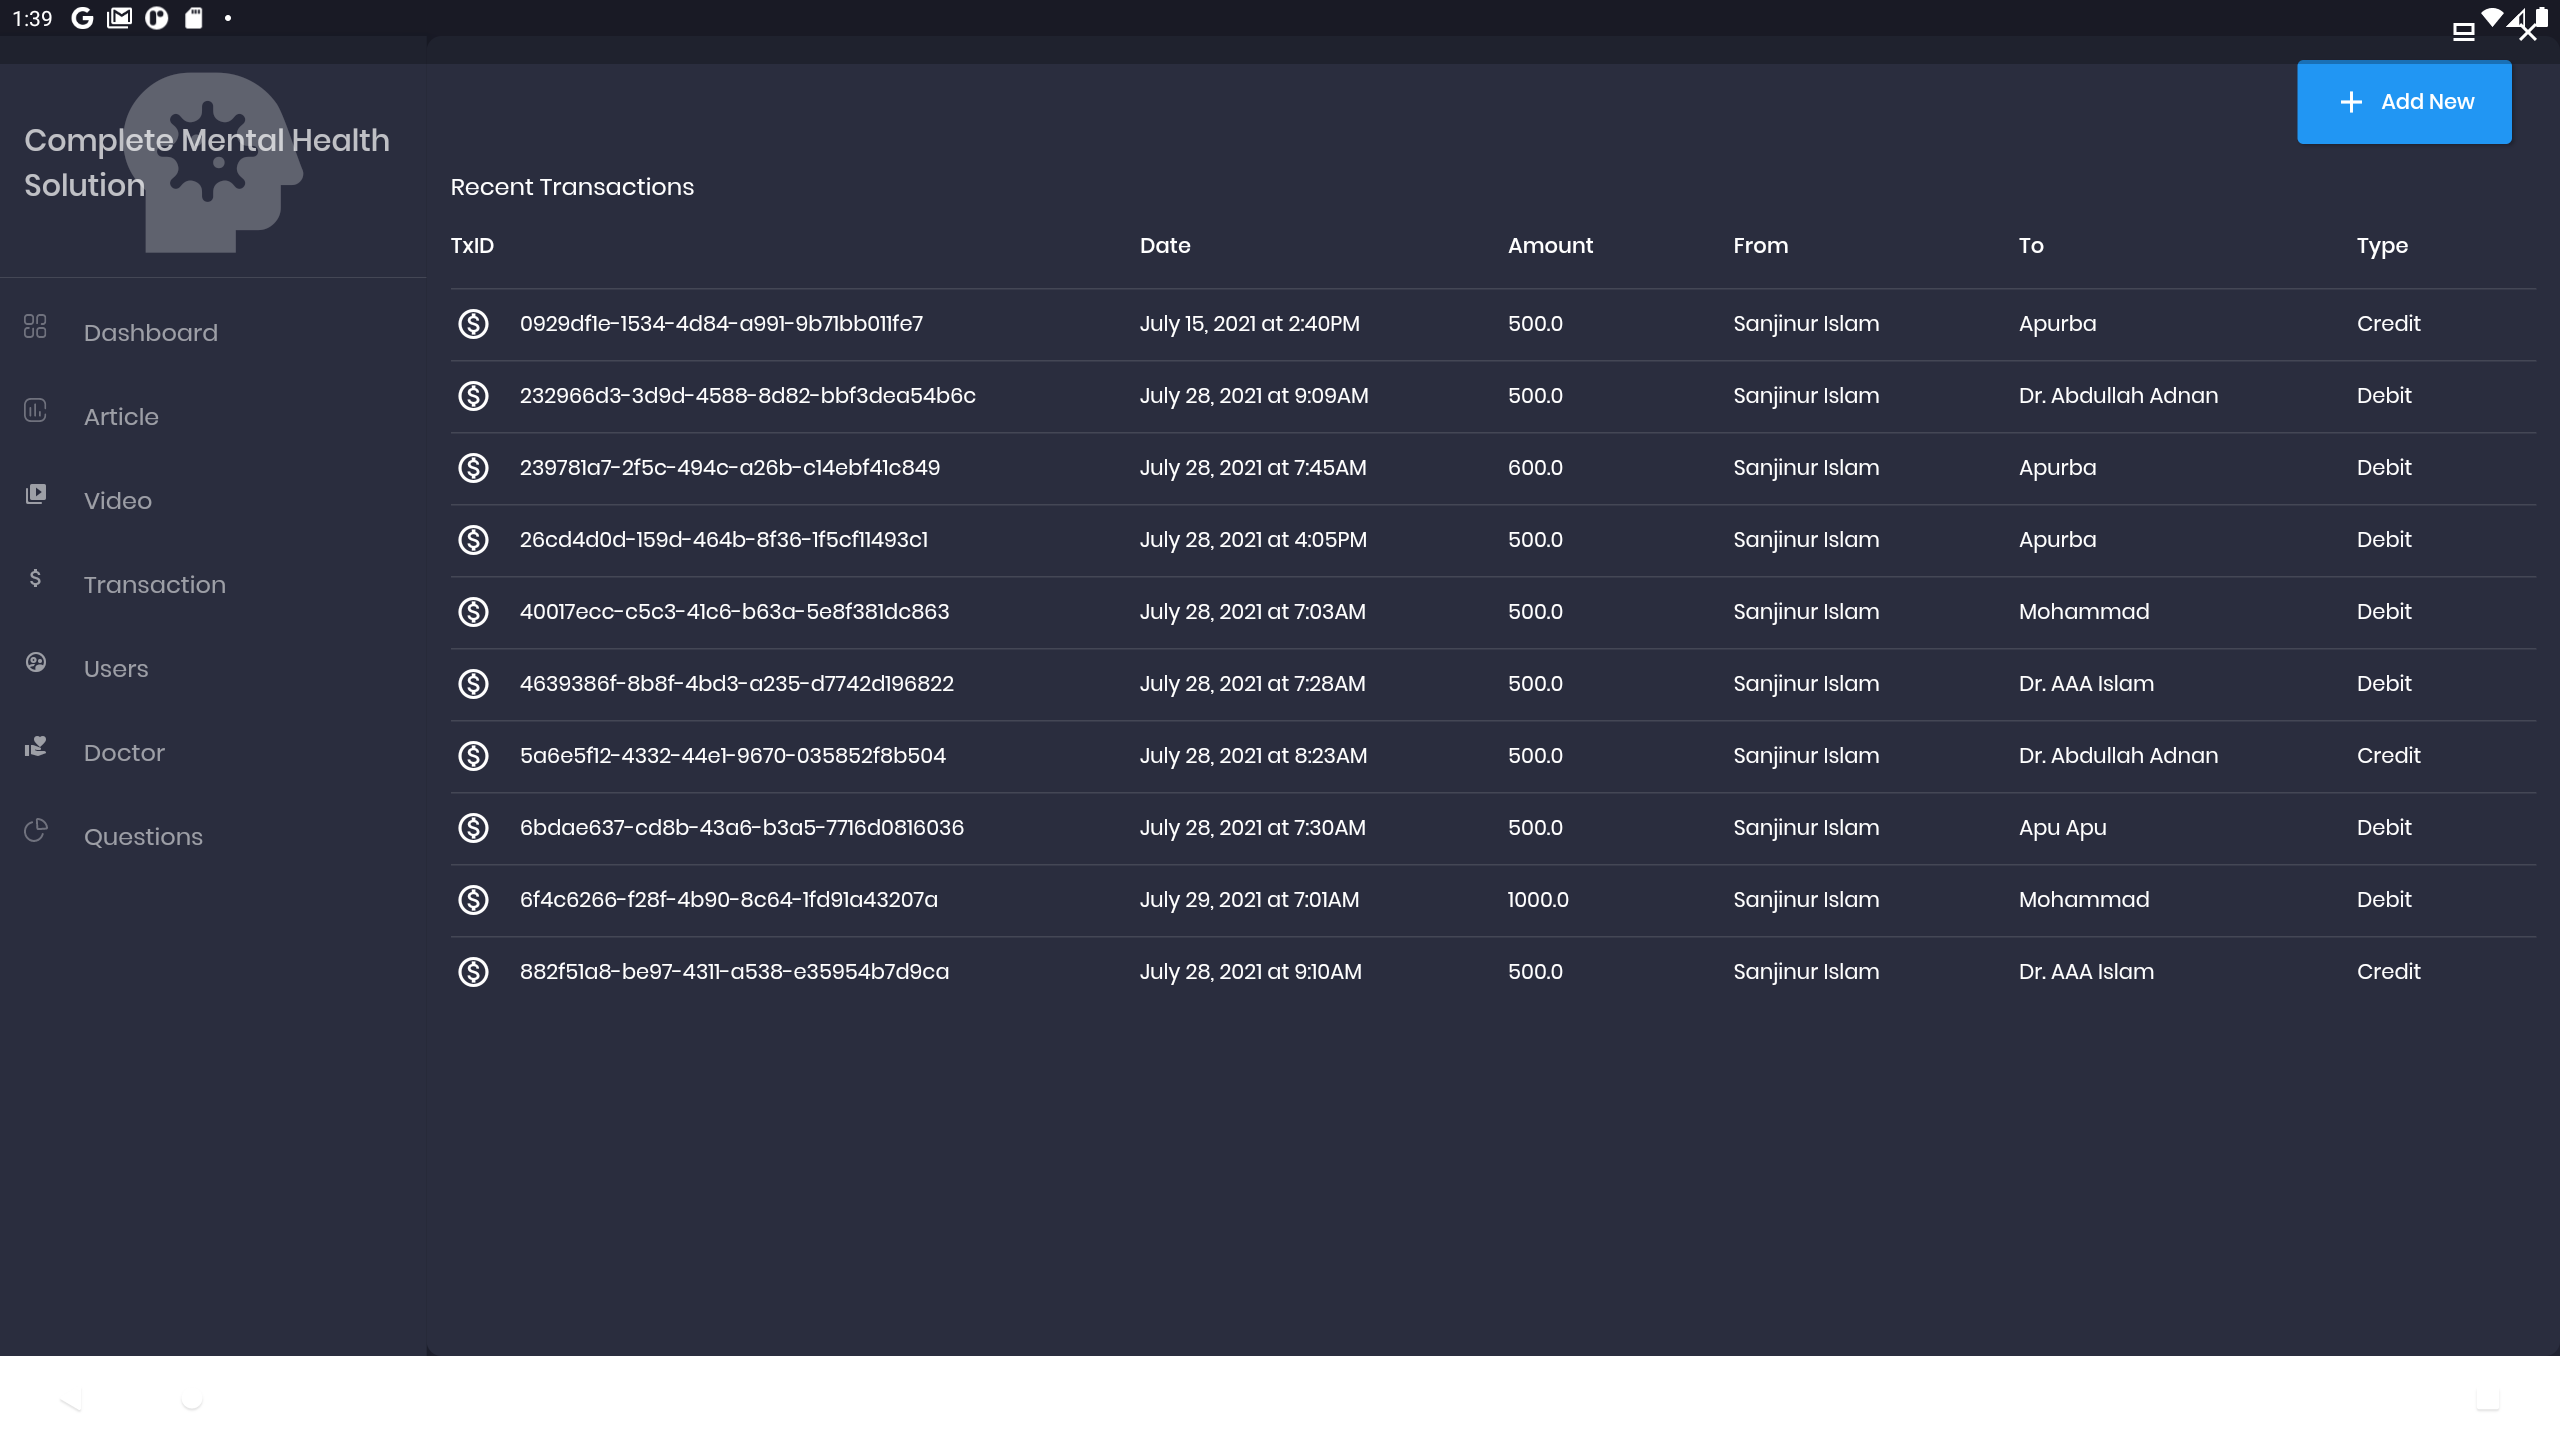 1:39
Complete Mental Health
Solution
Dashboard
Article
Video
Transaction
Users
Doctor
Questions
Add New
Recent Transactions
TxID Date Amount From To Type
0929df1e-1534-4d84-a991-9b71bb011fe7 July 15, 2021 at 2:40PM 500.0 Sanjinur Islam Apurba Credit
232966d3-3d9d-4588-8d82-bbf3dea54b6c July 28, 2021 at 9:09AM 500.0 Sanjinur Islam Dr. Abdullah Adnan Debit
239781a7-2f5c-494c-a26b-c14ebf41c849 July 28, 2021 at 7:45AM 600.0 Sanjinur Islam Apurba Debit
26cd4d0d-159d-464b-8f36-1f5cf11493c1 July 28, 2021 at 4:05PM 500.0 Sanjinur Islam Apurba Debit
40017ecc-c5c3-41c6-b63a-5e8f381dc863 July 28, 2021 at 7:03AM 500.0 Sanjinur Islam Mohammad Debit
4639386f-8b8f-4bd3-a235-d7742d196822 July 28, 2021 at 7:28AM 500.0 Sanjinur Islam Dr. AAA Islam Debit
5a6e5f12-4332-44e1-9670-035852f8b504 July 28, 2021 at 8:23AM 500.0 Sanjinur Islam Dr. Abdullah Adnan Credit
6bdae637-cd8b-43a6-b3a5-7716d0816036 July 28, 2021 at 7:30AM 500.0 Sanjinur Islam Apu Apu Debit
6f4c6266-f28f-4b90-8c64-1fd91a43207a July 29, 2021 at 7:01AM 1000.0 Sanjinur Islam Mohammad Debit
882f51a8-be97-4311-a538-e35954b7d9ca July 28, 2021 at 9:10AM 500.0 Sanjinur Islam Dr. AAA Islam Credit